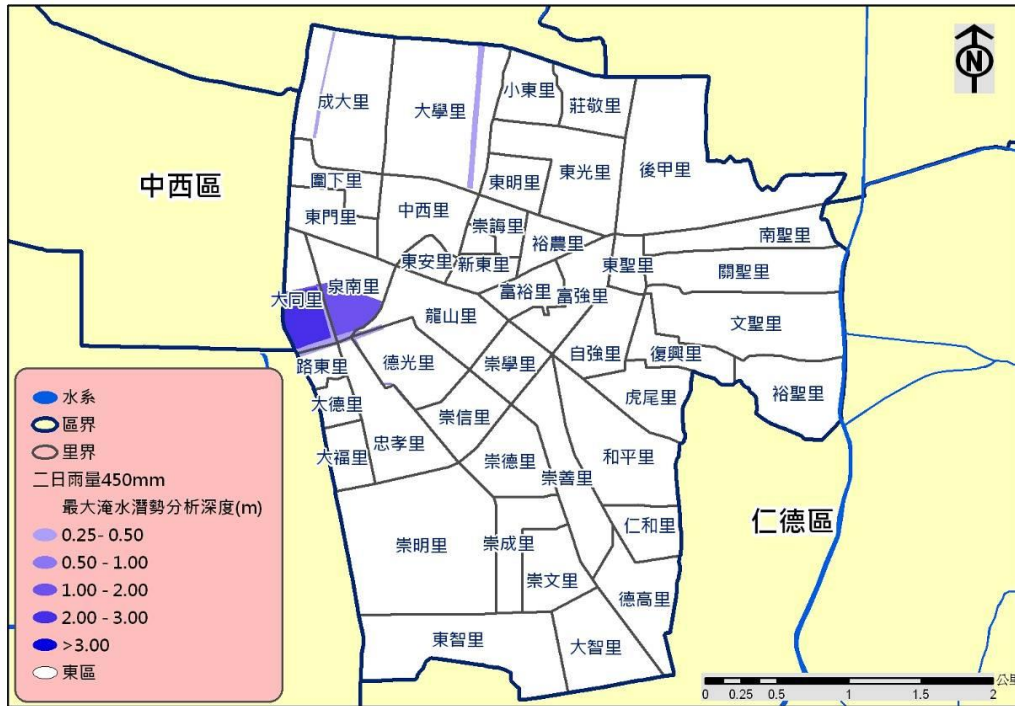 N
成大里
大學里
小東里
莊敬里
中西區
圍下里
東門里
中西里
東明里
東光里
後甲里
崇誨里
裕農里
南聖里
東安里
新東里
東聖里
關聖里
大同里
泉南里
富裕里
富強里
龍山里
文聖里
路東里
德光里
崇學里
自強里
復興里
大德里
虎尾里
裕聖里
大福里
忠孝里
崇信里
崇德里
崇善里
和平里
仁德區
崇明里
崇成里
仁和里
崇文里
德高里
東智里
大智里
水系
區界
里界
二日雨量450mm
最大淹水潛勢分析深度(m)
0.25- 0.50
0.50 - 1.00
1.00 - 2.00
2.00 - 3.00
>3.00
東區
公里
0 0.25 0.5 1 1.5 2